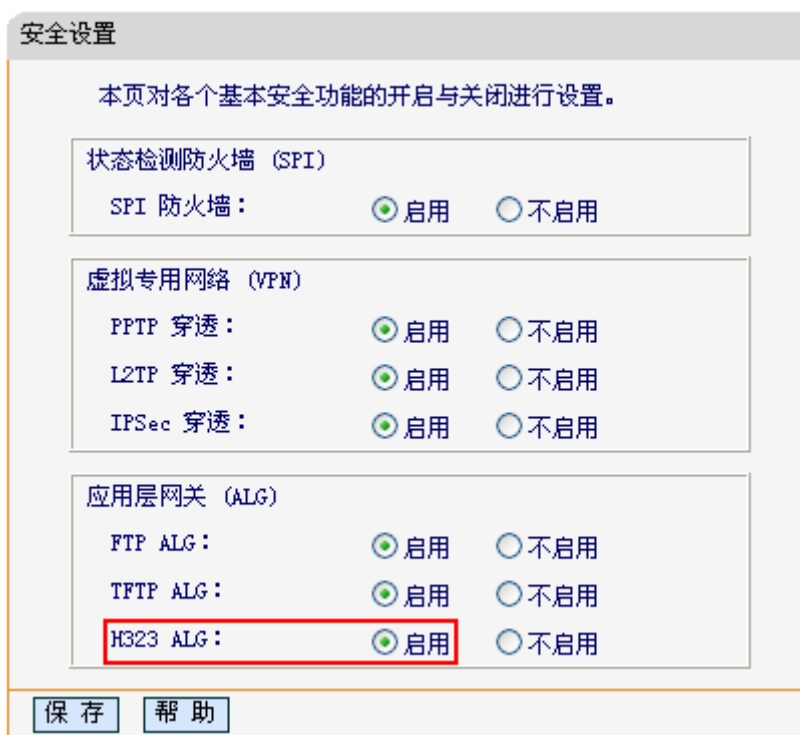 安全设置
本页对各个基本安全功能的开启与关闭进行设置。
状态检测防火墙 (SPI)
SPI 防火墙： 启用 不启用
虚拟专用网络 (VPN)
PPTP 穿透： 启用 不启用
L2TP 穿透： 启用 不启用
IPSec 穿透： 启用 不启用
应用层网关 (ALG)
FTP ALG： 启用 不启用
TFTP ALG： 启用 不启用
H323 ALG： 启用 不启用
保 存 帮 助